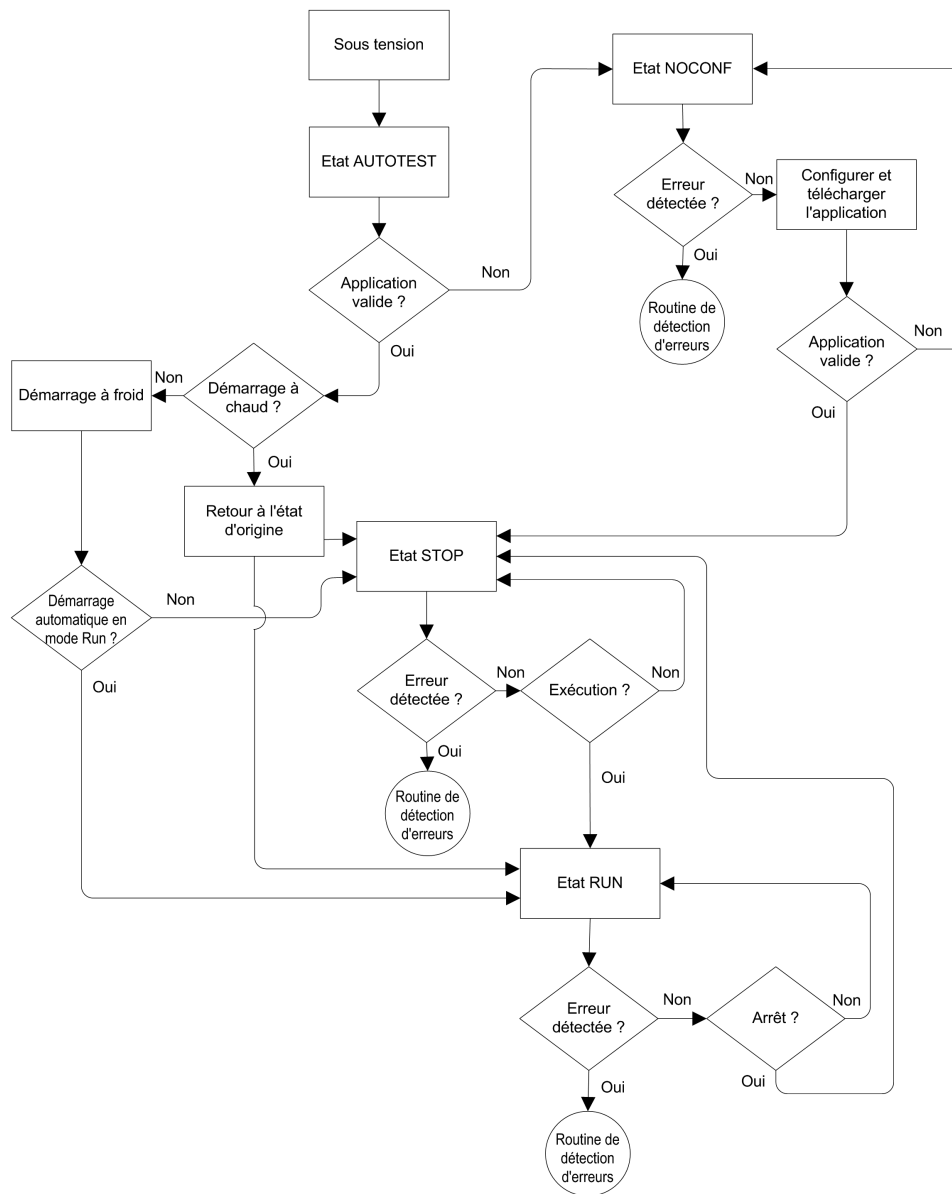 Sous tension
Etat NOCONF
Etat AUTOTEST
Erreur
détectée ?
Non
Configurer et
télécharger
l'application
Oui
Non
Application
valide ?
Routine de
détection
d'erreurs
Oui
Application
valide ?
Non
Oui
Démarrage à froid
Non
Démarrage à
chaud ?
Oui
Retour à l'état
d'origine
Etat STOP
Démarrage
automatique en
mode Run ?
Non
Oui
Erreur
détectée ?
Non
Exécution ?
Non
Oui
Oui
Routine de
détection
d'erreurs
Etat RUN
Erreur
détectée ?
Non
Arrêt ?
Non
Oui
Oui
Routine de
détection
d'erreurs